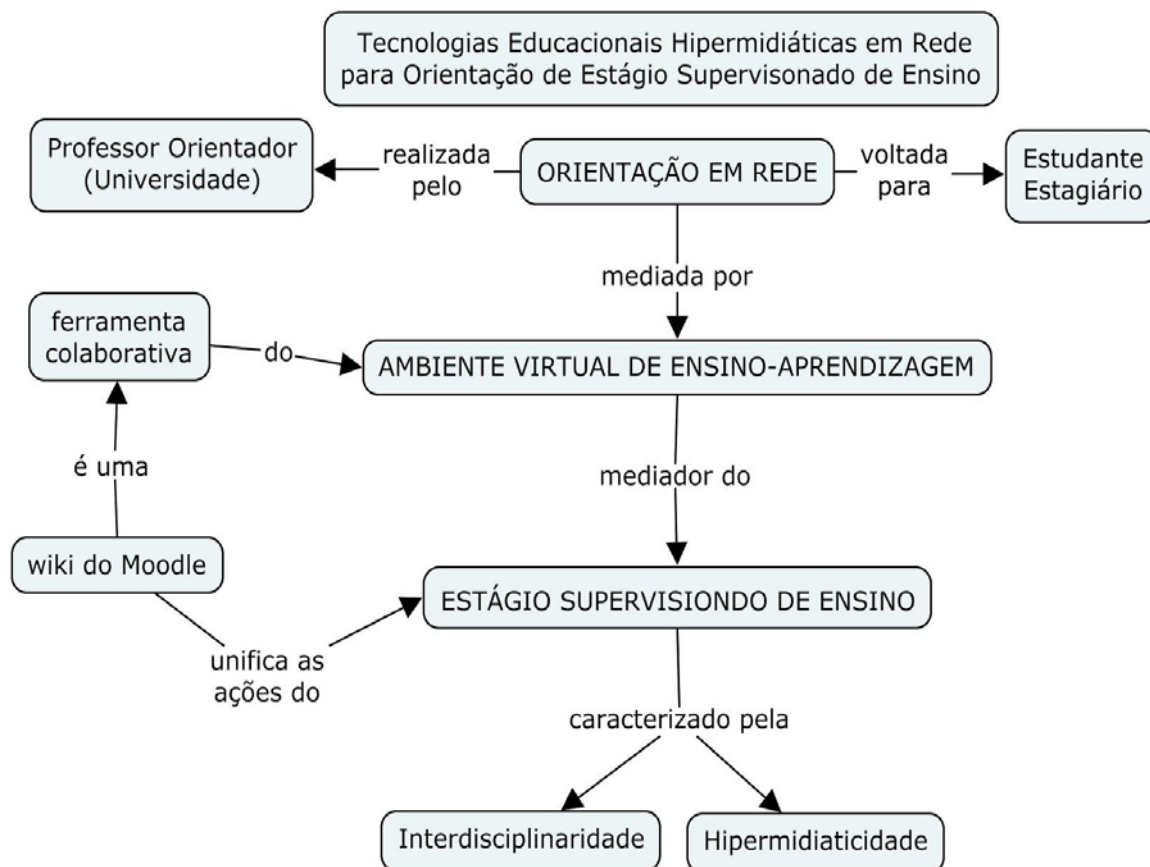 Tecnologias Educacionais Hipermidiáticas em Rede
para Orientação de Estágio Supervisonado de Ensino
Professor Orientador
(Universidade)
realizada
pelo
ORIENTAÇÃO EM REDE
voltada
para
Estudante
Estagiário
mediada por
ferramenta
colaborativa
do
AMBIENTE VIRTUAL DE ENSINO-APRENDIZAGEM
é uma
mediador do
wiki do Moodle
ESTÁGIO SUPERVISIONDO DE ENSINO
unifica as
ações do
caracterizado pela
Interdisciplinaridade
Hipermidiaticidade